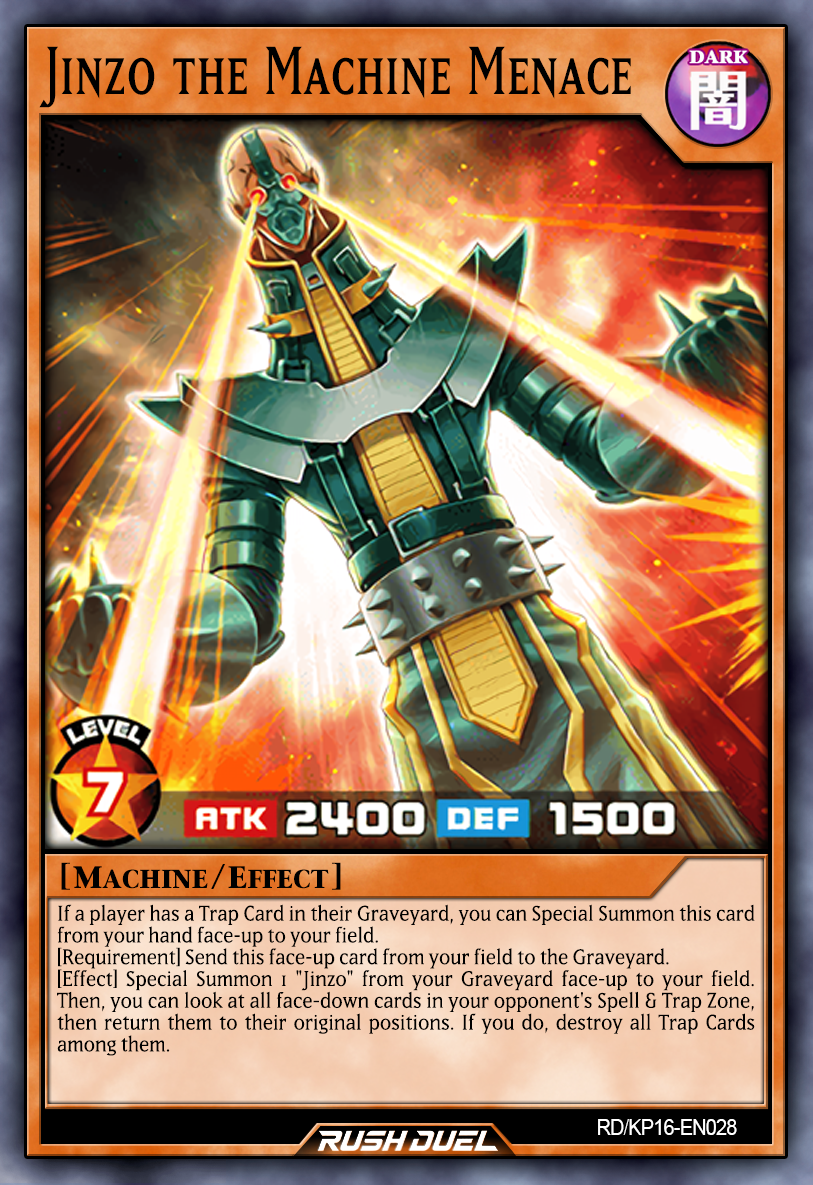 Jinzo the Machine Menace
DARK
闇
LEVEL
7
ATK 2400 DEF 1500
[Machine/Effect]
If a player has a Trap Card in their Graveyard, you can Special Summon this card
from your hand face-up to your field.
[Requirement] Send this face-up card from your field to the Graveyard.
[Effect] Special Summon 1 "Jinzo" from your Graveyard face-up to your field.
Then, you can look at all face-down cards in your opponent's Spell & Trap Zone,
then return them to their original positions. If you do, destroy all Trap Cards
among them.
RD/KP16-EN028
RUSH DUEL